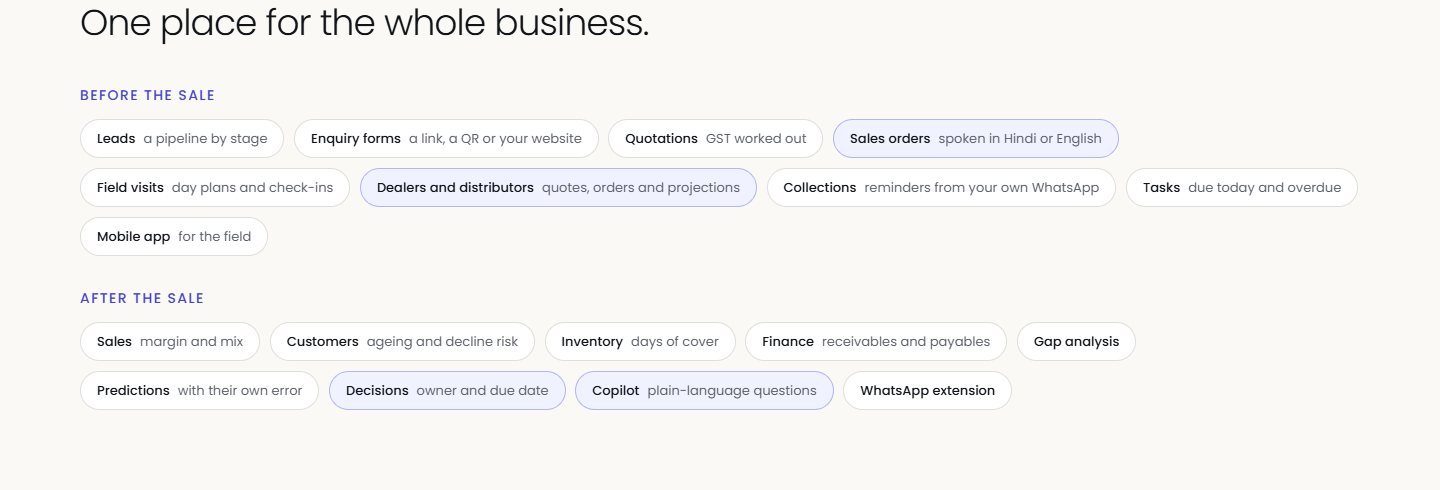 One place for the whole business.
BEFORE THE SALE
Leads a pipeline by stage Enquiry forms a link, a QR or your website Quotations GST worked out Sales orders spoken in Hindi or English
Field visits day plans and check-ins Dealers and distributors quotes, orders and projections Collections reminders from your own WhatsApp Tasks due today and overdue
Mobile app for the field
AFTER THE SALE
Sales margin and mix Customers ageing and decline risk Inventory days of cover Finance receivables and payables Gap analysis
Predictions with their own error Decisions owner and due date Copilot plain-language questions WhatsApp extension